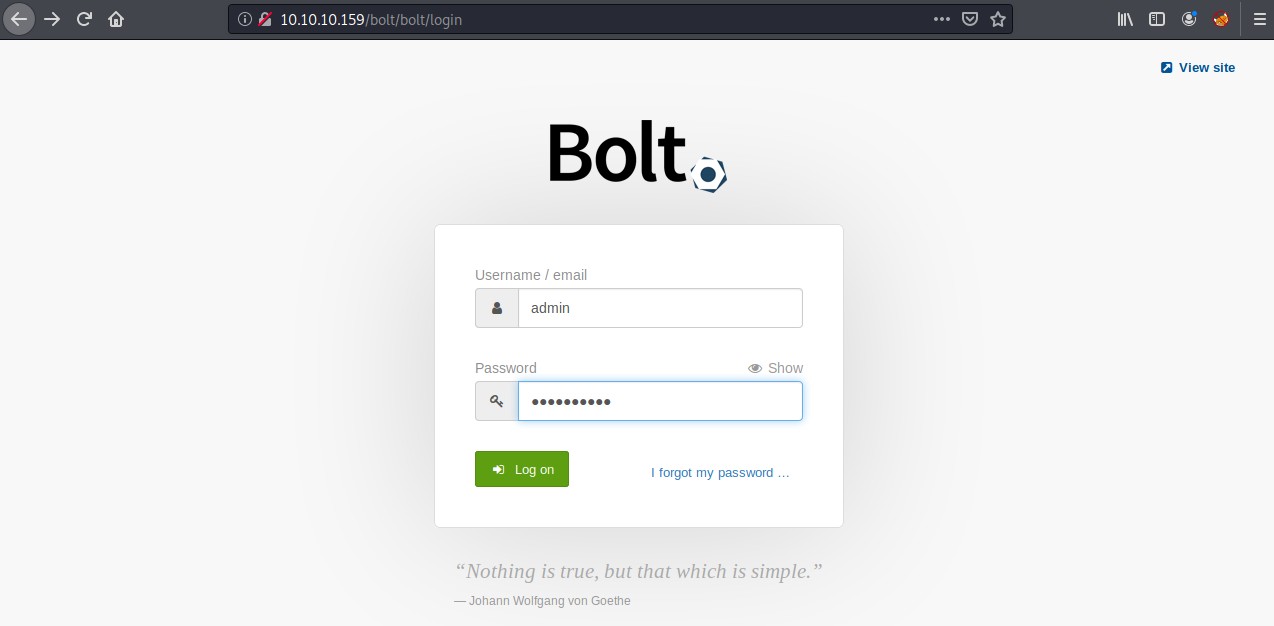 10.10.10.159/bolt/bolt/login
View site
Bolt
Username / email
admin
Password
Show
●●●●●●●●●●
Log on
I forgot my password ...
“Nothing is true, but that which is simple.”
— Johann Wolfgang von Goethe